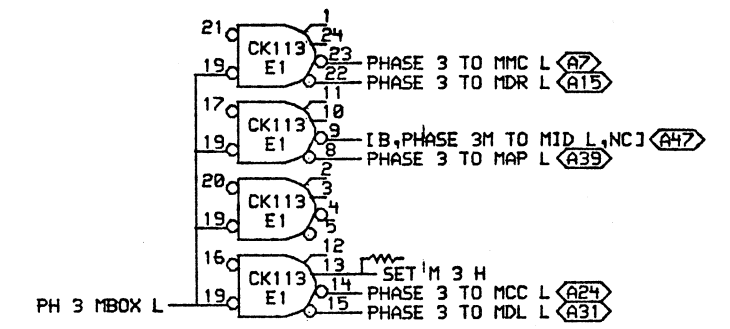 1
21 24
CK113 23 PHASE 3 TO MMC L A7
19 E1 22 PHASE 3 TO MDR L A15
11
17 10
CK113 9 [B,PHASE 3M TO MID L,NC] A47
19 E1 8 PHASE 3 TO MAP L A39
2
20 3
CK113 4
19 E1 5
12
16 13 SET M 3 H
CK113 14 PHASE 3 TO MCC L A24
PH 3 MBOX L 19 E1 15 PHASE 3 TO MDL L A31